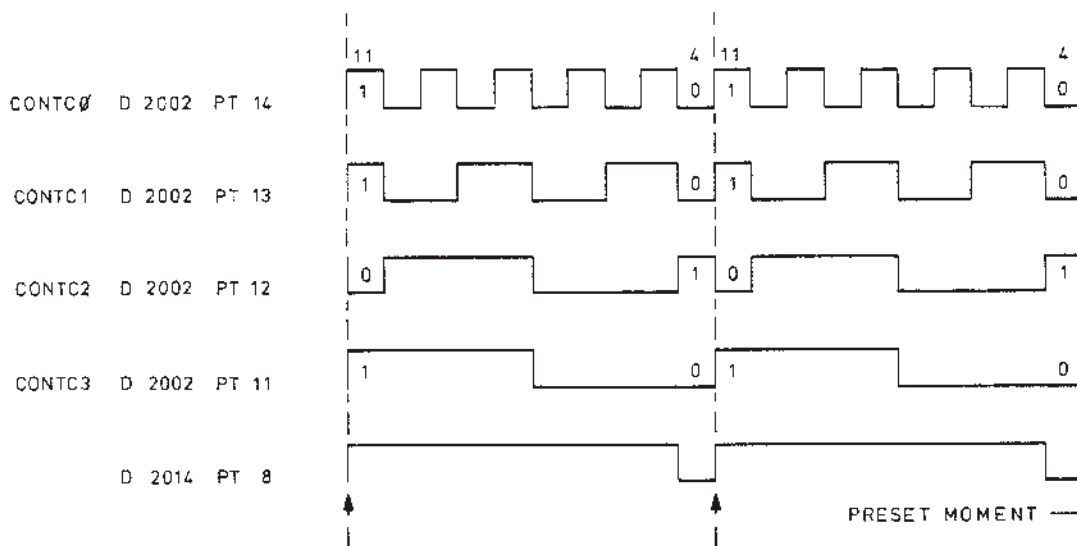 11 4 11 4
CONTCØ D 2002 PT 14 1 0 1 0
CONTC1 D 2002 PT 13 1 0 1 0
CONTC2 D 2002 PT 12 0 1 0 1
CONTC3 D 2002 PT 11 1 0 1 0
D 2014 PT 8
PRESET MOMENT